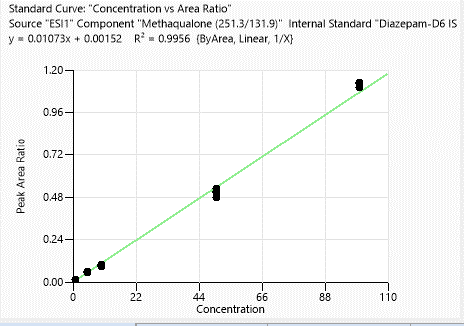 Standard Curve: "Concentration vs Area Ratio"
Source "ESI1" Component "Methaqualone (251.3/131.9)" Internal Standard "Diazepam-D6 IS
y = 0.01073x + 0.00152 R² = 0.9956 {ByArea, Linear, 1/X}
1.20
0.96
0.72
0.48
0.24
0.00
Peak Area Ratio
0 22 44 66 88 110
Concentration